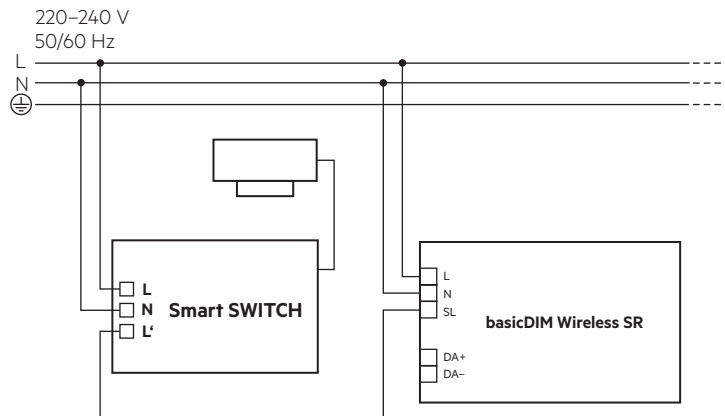 220–240 V
50/60 Hz
L
N
L
N
L‘
Smart SWITCH
L
N
SL
DA+
DA–
basicDIM Wireless SR